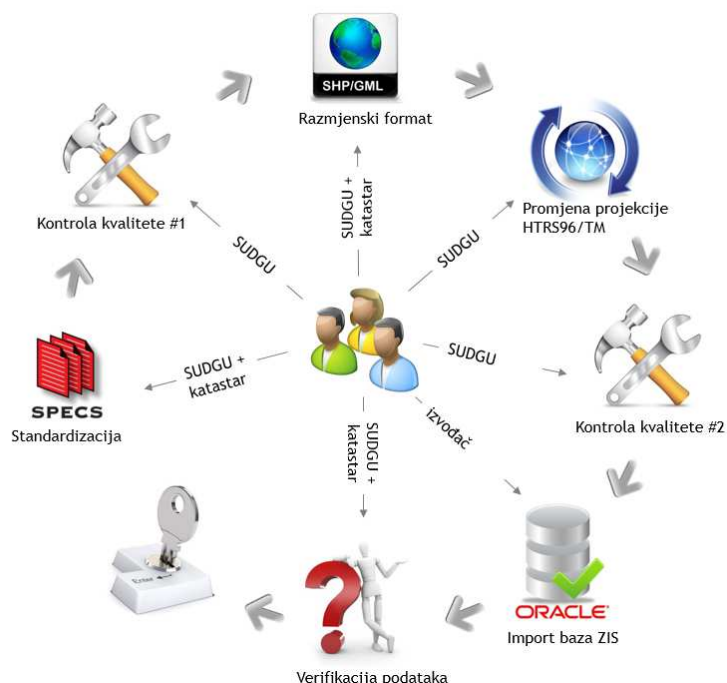 SHP/GML
Razmjenski format
Kontrola kvalitete #1
Promjena projekcije
HTRS96/TM
SUDGU
SUDGU +
katastar
SUDGU
SUDGU
SUDGU +
katastar
SPECS
Standardizacija
Kontrola kvalitete #2
izvođač
SUDGU +
katastar
Enter
ORACLE
Import baza ZIS
Verifikacija podataka